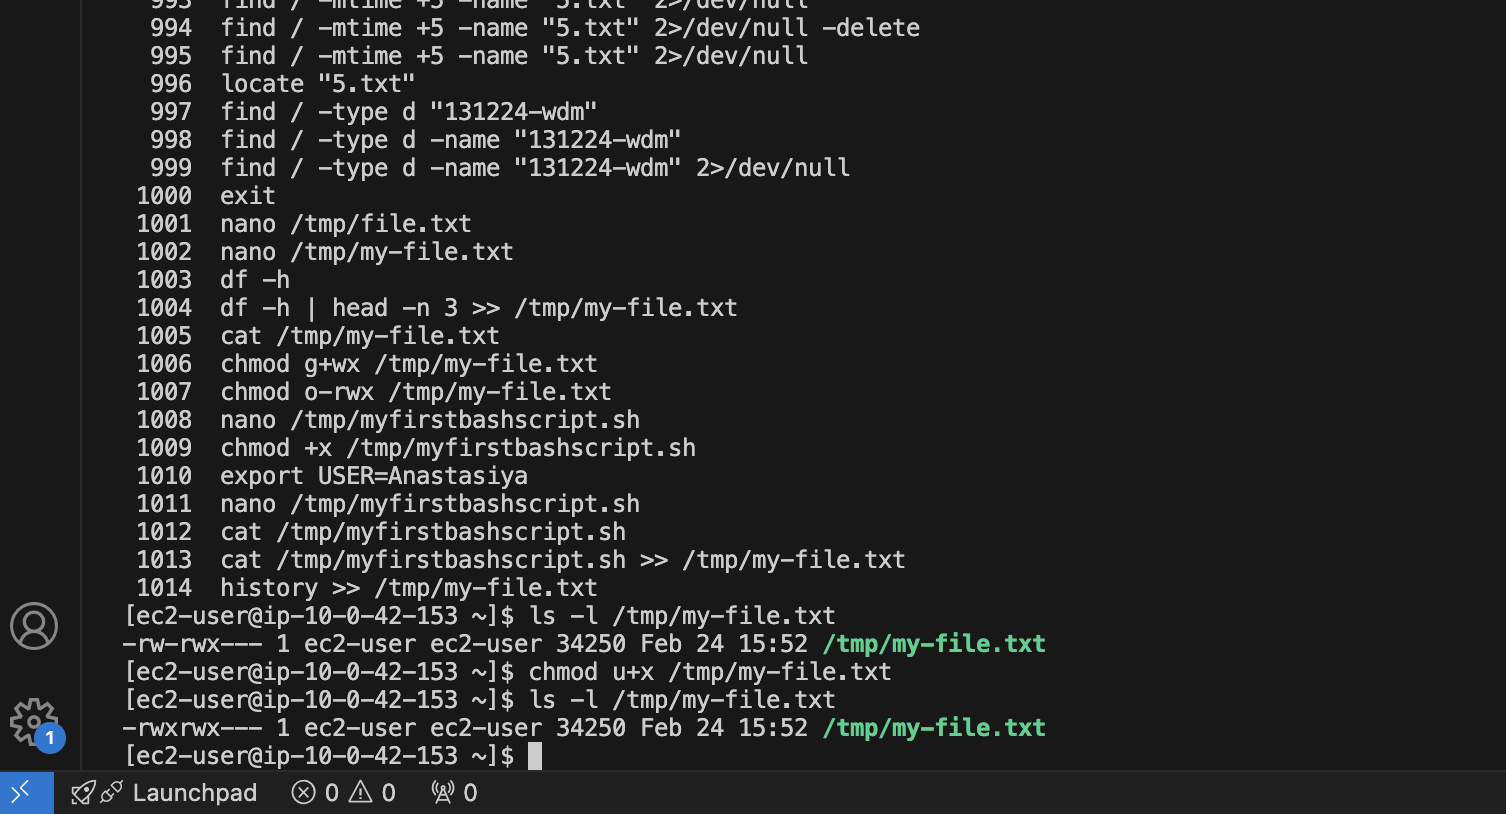 993 find / -mtime +5 -name "5.txt" 2>/dev/null
994 find / -mtime +5 -name "5.txt" 2>/dev/null -delete
995 find / -mtime +5 -name "5.txt" 2>/dev/null
996 locate "5.txt"
997 find / -type d "131224-wdm"
998 find / -type d -name "131224-wdm"
999 find / -type d -name "131224-wdm" 2>/dev/null
1000 exit
1001 nano /tmp/file.txt
1002 nano /tmp/my-file.txt
1003 df -h
1004 df -h | head -n 3 >> /tmp/my-file.txt
1005 cat /tmp/my-file.txt
1006 chmod g+wx /tmp/my-file.txt
1007 chmod o-rwx /tmp/my-file.txt
1008 nano /tmp/myfirstbashscript.sh
1009 chmod +x /tmp/myfirstbashscript.sh
1010 export USER=Anastasiya
1011 nano /tmp/myfirstbashscript.sh
1012 cat /tmp/myfirstbashscript.sh
1013 cat /tmp/myfirstbashscript.sh >> /tmp/my-file.txt
1014 history >> /tmp/my-file.txt
[ec2-user@ip-10-0-42-153 ~]$ ls -l /tmp/my-file.txt
-rw-rwx--- 1 ec2-user ec2-user 34250 Feb 24 15:52 /tmp/my-file.txt
[ec2-user@ip-10-0-42-153 ~]$ chmod u+x /tmp/my-file.txt
[ec2-user@ip-10-0-42-153 ~]$ ls -l /tmp/my-file.txt
-rwxrwx--- 1 ec2-user ec2-user 34250 Feb 24 15:52 /tmp/my-file.txt
[ec2-user@ip-10-0-42-153 ~]$
1
Launchpad 0 0 0